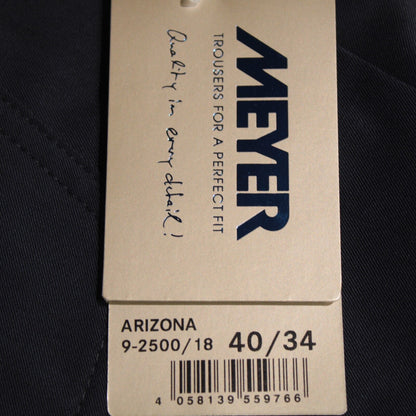 MEYER
TROUSERS FOR A PERFECT FIT
Quality in every detail!
ARIZONA
9-2500/18 40/34
4 058139 559766